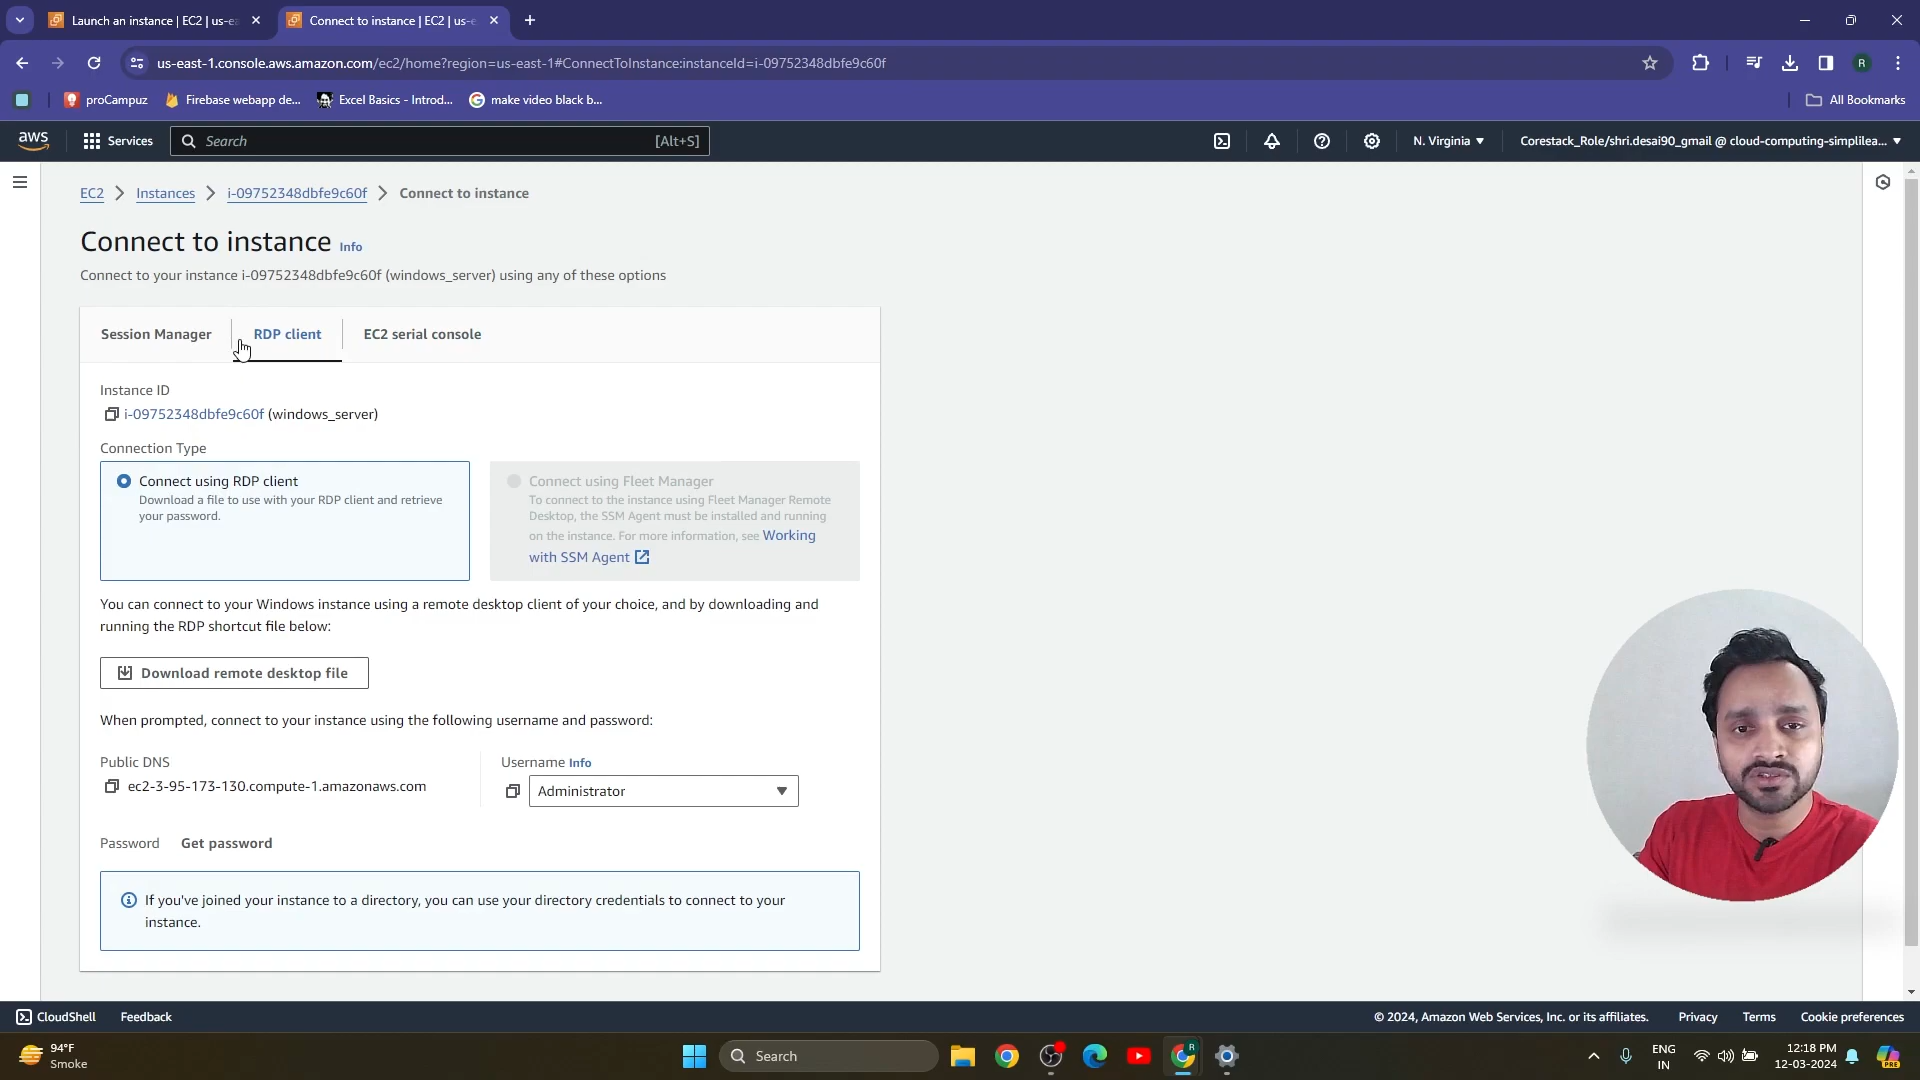 Launch an instance | EC2 | us-ea
Connect to instance | EC2 | us-e
us-east-1.console.aws.amazon.com/ec2/home?region=us-east-1#ConnectToInstance:instanceId=i-09752348dbfe9c60f
R
proCampuz
Firebase webapp de...
Excel Basics - Introd...
make video black b...
All Bookmarks
aws
Services
Search
[Alt+S]
N. Virginia
Corestack_Role/shri.desai90_gmail @ cloud-computing-simplilea...
EC2
Instances
i-09752348dbfe9c60f
Connect to instance
Connect to instance Info
Connect to your instance i-09752348dbfe9c60f (windows_server) using any of these options
Session Manager
RDP client
EC2 serial console
Instance ID
i-09752348dbfe9c60f (windows_server)
Connection Type
Connect using RDP client
Download a file to use with your RDP client and retrieve
your password.
Connect using Fleet Manager
To connect to the instance using Fleet Manager Remote
Desktop, the SSM Agent must be installed and running
on the instance. For more information, see Working
with SSM Agent
You can connect to your Windows instance using a remote desktop client of your choice, and by downloading and
running the RDP shortcut file below:
Download remote desktop file
When prompted, connect to your instance using the following username and password:
Public DNS
ec2-3-95-173-130.compute-1.amazonaws.com
Username Info
Administrator
Password Get password
If you've joined your instance to a directory, you can use your directory credentials to connect to your
instance.
CloudShell
Feedback
© 2024, Amazon Web Services, Inc. or its affiliates.
Privacy
Terms
Cookie preferences
94°F
Smoke
Search
R
ENG
IN
12:18 PM
12-03-2024
PRE